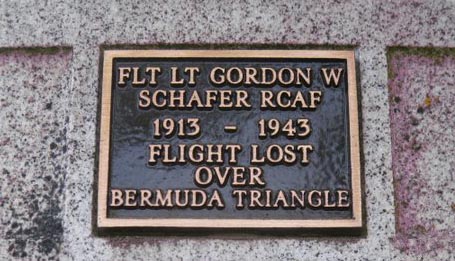 FLT LT GORDON W
SCHAFER RCAF
1913 - 1943
FLIGHT LOST
OVER
BERMUDA TRIANGLE